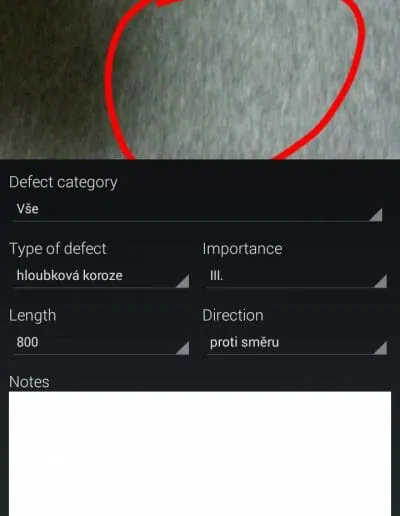 Defect category
Vše
Type of defect Importance
hloubková koroze III.
Length Direction
800 proti směru
Notes